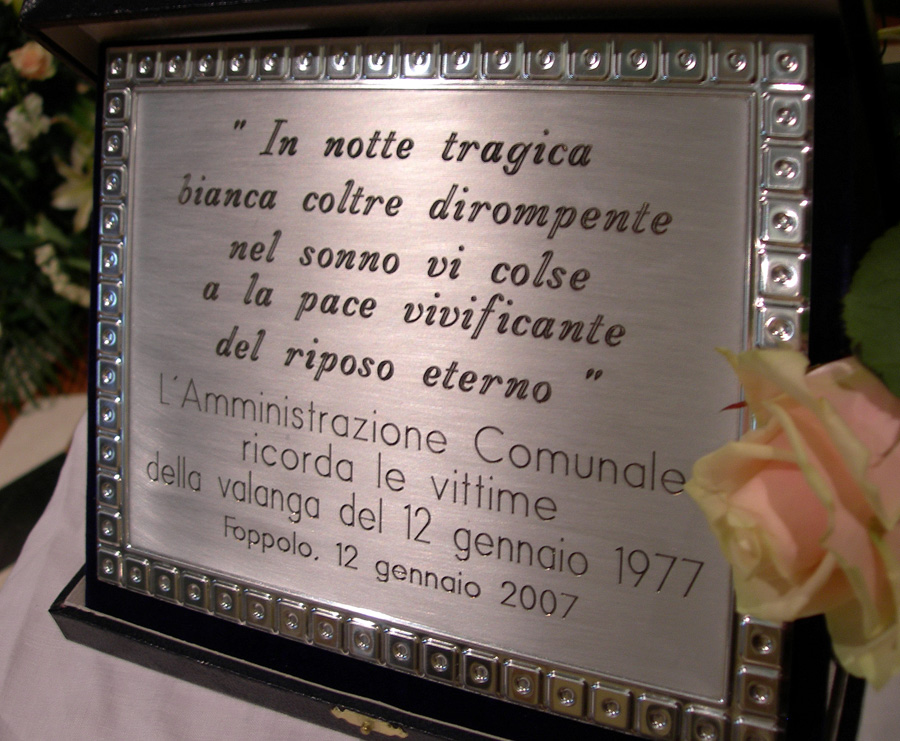 " In notte tragica
bianca coltre dirompente
nel sonno vi colse
a la pace vivificante
del riposo eterno "
L´Amministrazione Comunale
ricorda le vittime
della valanga del 12 gennaio 1977
Foppolo, 12 gennaio 2007